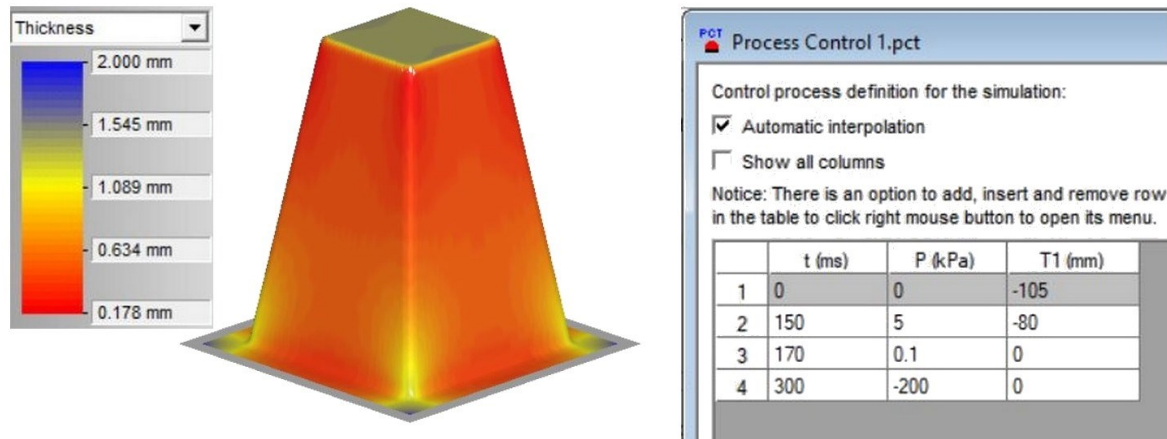 Thickness
2.000 mm
1.545 mm
1.089 mm
0.634 mm
0.178 mm
PCT
Process Control 1.pct
Control process definition for the simulation:
Automatic interpolation
Show all columns
Notice: There is an option to add, insert and remove row
in the table to click right mouse button to open its menu.
t (ms) P (kPa) T1 (mm)
1 0 0 -105
2 150 5 -80
3 170 0.1 0
4 300 -200 0